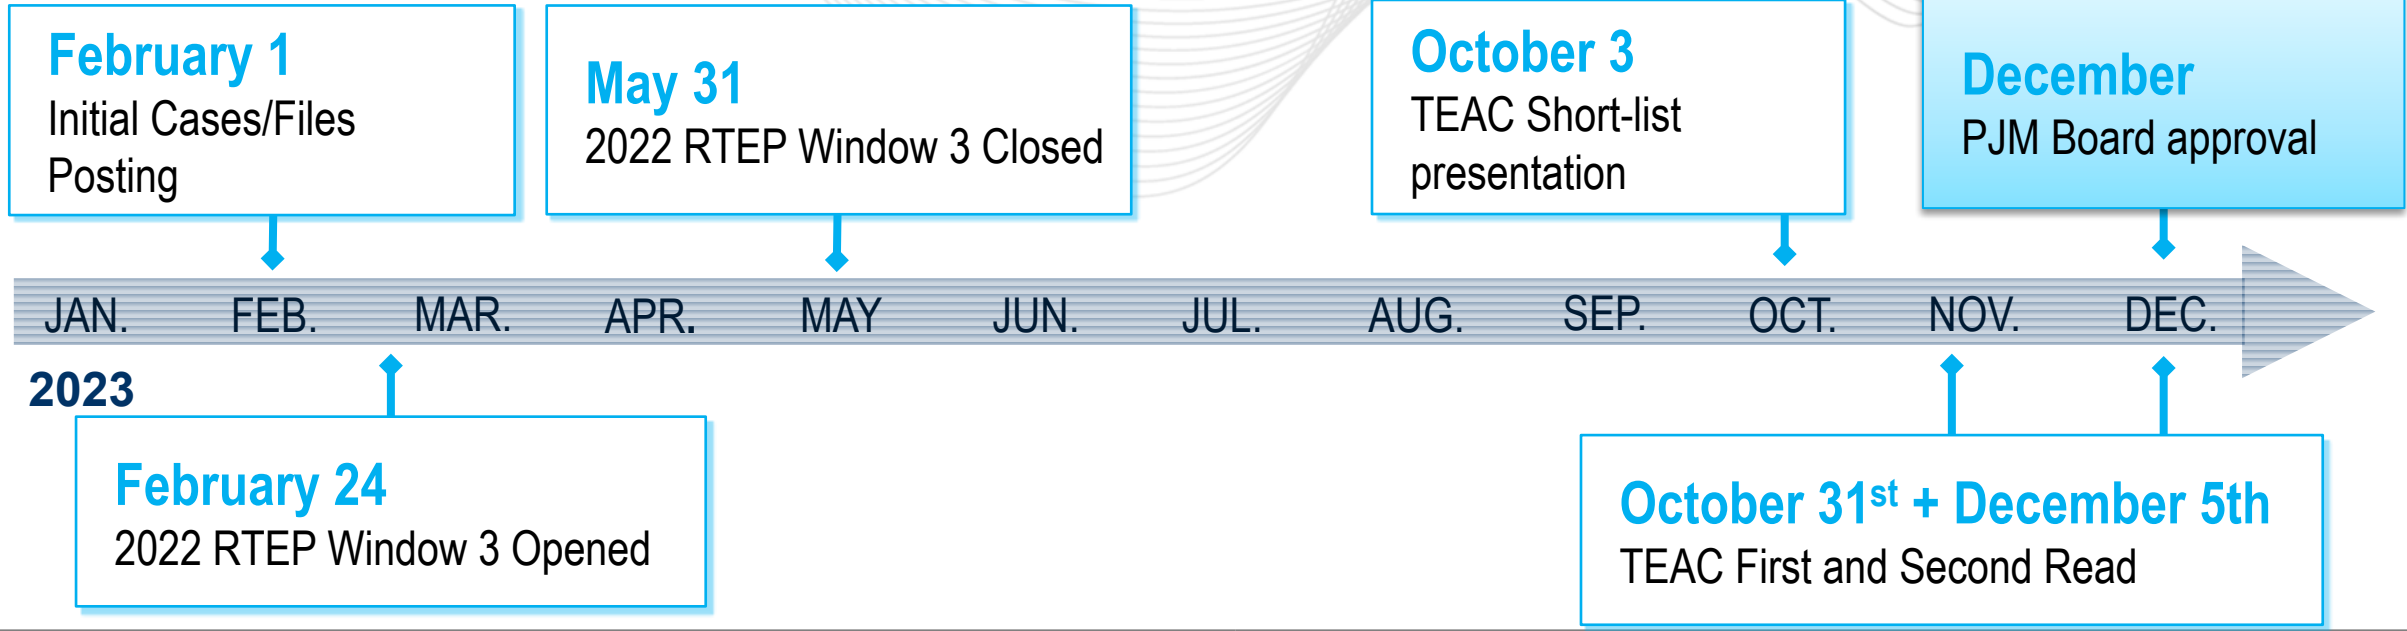 February 1
Initial Cases/Files
Posting
May 31
2022 RTEP Window 3 Closed
October 3
TEAC Short-list
presentation
December
PJM Board approval
JAN. FEB. MAR. APR. MAY JUN. JUL. AUG. SEP. OCT. NOV. DEC.
2023
February 24
2022 RTEP Window 3 Opened
October 31st + December 5th
TEAC First and Second Read